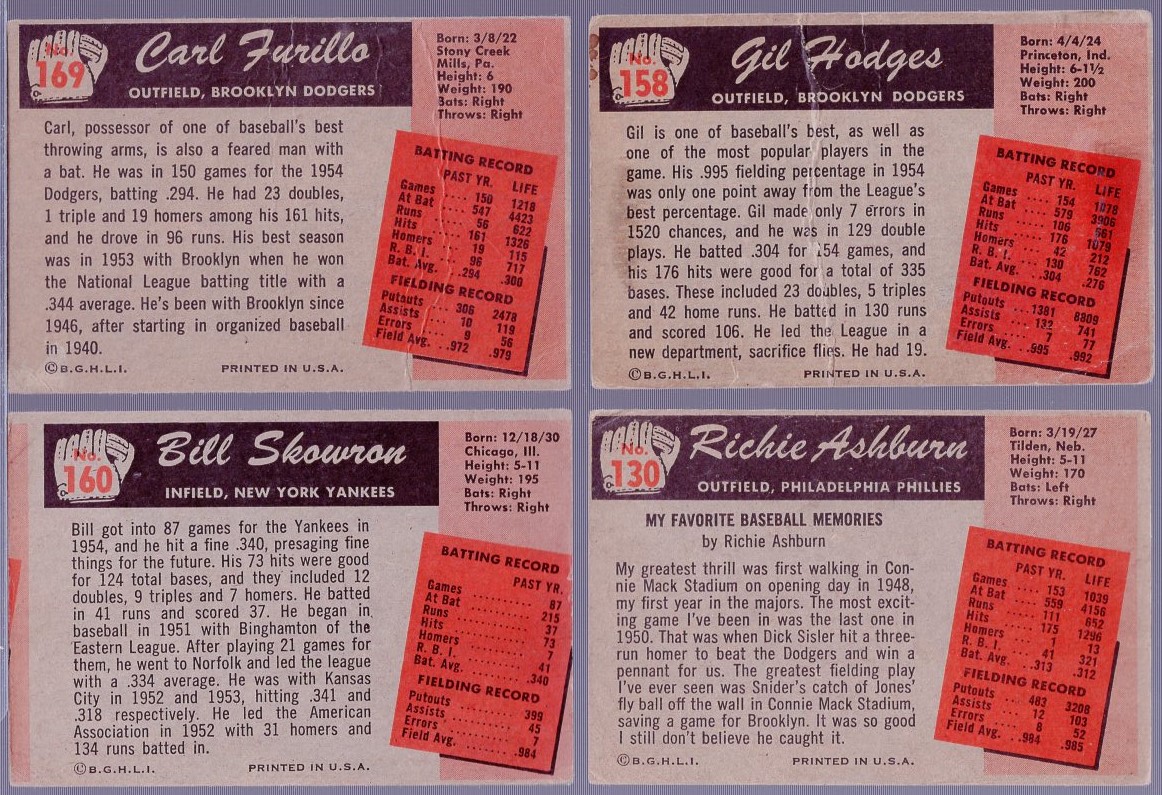 No.
169
Carl Furillo
OUTFIELD, BROOKLYN DODGERS
Born: 3/8/22
Stony Creek
Mills, Pa.
Height: 6
Weight: 190
Bats: Right
Throws: Right
Carl, possessor of one of baseball's best
throwing arms, is also a feared man with
a bat. He was in 150 games for the 1954
Dodgers, batting .294. He had 23 doubles,
1 triple and 19 homers among his 161 hits,
and he drove in 96 runs. His best season
was in 1953 with Brooklyn when he won
the National League batting title with a
.344 average. He's been with Brooklyn since
1946, after starting in organized baseball
in 1940.
©B.G.H.L.I. PRINTED IN U.S.A.
BATTING RECORD
PAST YR. LIFE
Games .... 150 1218
At Bat .... 547 4423
Runs .... 56 622
Hits .... 161 1326
Homers .... 19 115
R. B. I. .... 96 717
Bat. Avg. .. .294 .300
FIELDING RECORD
Putouts .. 306 2478
Assists .... 10 119
Errors .... 9 56
Field Avg. .. .972 .979
No.
158
Gil Hodges
OUTFIELD, BROOKLYN DODGERS
Born: 4/4/24
Princeton, Ind.
Height: 6-1½
Weight: 200
Bats: Right
Throws: Right
Gil is one of baseball's best, as well as
one of the most popular players in the
game. His .995 fielding percentage in 1954
was only one point away from the League's
best percentage. Gil made only 7 errors in
1520 chances, and he was in 129 double
plays. He batted .304 for 154 games, and
his 176 hits were good for a total of 335
bases. These included 23 doubles, 5 triples
and 42 home runs. He batted in 130 runs
and scored 106. He led the League in a
new department, sacrifice flies. He had 19.
©B.G.H.L.I. PRINTED IN U.S.A.
BATTING RECORD
PAST YR. LIFE
Games .... 154 1078
At Bat .... 579 3906
Runs .... 106 661
Hits .... 176 1079
Homers .... 42 212
R. B. I. .... 130 762
Bat. Avg. .. .304 .276
FIELDING RECORD
Putouts .. 1381 8809
Assists .... 132 741
Errors .... 7 77
Field Avg. .. .995 .992
No.
160
Bill Skowron
INFIELD, NEW YORK YANKEES
Born: 12/18/30
Chicago, Ill.
Height: 5-11
Weight: 195
Bats: Right
Throws: Right
Bill got into 87 games for the Yankees in
1954, and he hit a fine .340, presaging fine
things for the future. His 73 hits were good
for 124 total bases, and they included 12
doubles, 9 triples and 7 homers. He batted
in 41 runs and scored 37. He began in
baseball in 1951 with Binghamton of the
Eastern League. After playing 21 games for
them, he went to Norfolk and led the league
with a .334 average. He was with Kansas
City in 1952 and 1953, hitting .341 and
.318 respectively. He led the American
Association in 1952 with 31 homers and
134 runs batted in.
©B.G.H.L.I. PRINTED IN U.S.A.
BATTING RECORD
PAST YR.
Games ........ 87
At Bat ........ 215
Runs ........ 37
Hits ........ 73
Homers ........ 7
R. B. I. ........ 41
Bat. Avg. ........ .340
FIELDING RECORD
Putouts ........ 399
Assists ........ 45
Errors ........ 7
Field Avg. ........ .984
No.
130
Richie Ashburn
OUTFIELD, PHILADELPHIA PHILLIES
Born: 3/19/27
Tilden, Neb.
Height: 5-11
Weight: 170
Bats: Left
Throws: Right
MY FAVORITE BASEBALL MEMORIES
by Richie Ashburn
My greatest thrill was first walking in Con-
nie Mack Stadium on opening day in 1948,
my first year in the majors. The most excit-
ing game I've been in was the last one in
1950. That was when Dick Sisler hit a three-
run homer to beat the Dodgers and win a
pennant for us. The greatest fielding play
I've ever seen was Snider's catch of Jones'
fly ball off the wall in Connie Mack Stadium,
saving a game for Brooklyn. It was so good
I still don't believe he caught it.
©B.G.H.L.I. PRINTED IN U.S.A.
BATTING RECORD
PAST YR. LIFE
Games .... 153 1039
At Bat .... 559 4156
Runs .... 111 652
Hits .... 175 1296
Homers .... 1 13
R. B. I. .... 41 321
Bat. Avg. .. .313 .312
FIELDING RECORD
Putouts .. 483 3208
Assists .... 12 103
Errors .... 8 52
Field Avg. .. .984 .985